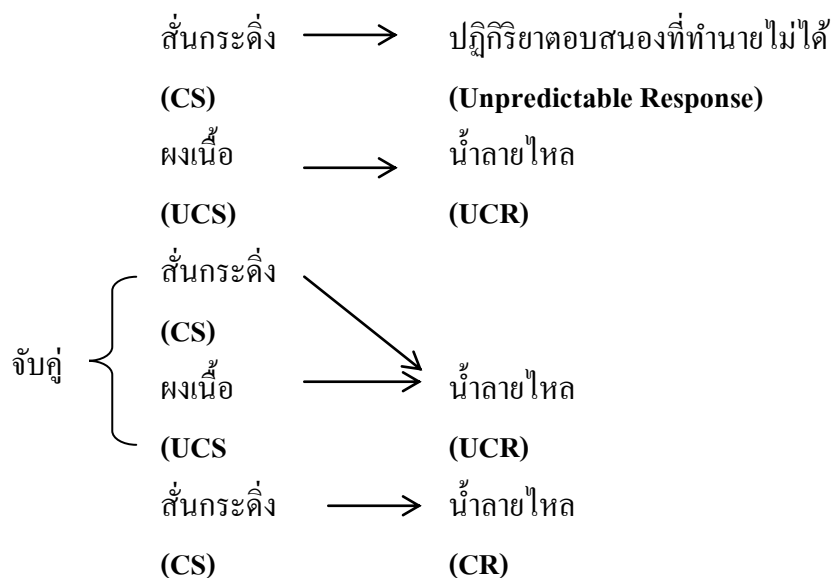 สั่นกระดิ่ง ปฏิกิริยาตอบสนองที่ทำนายไม่ได้
(CS) (Unpredictable Response)
ผงเนื้อ น้ำลายไหล
(UCS) (UCR)
สั่นกระดิ่ง
(CS)
จับคู่
ผงเนื้อ น้ำลายไหล
(UCS (UCR)
สั่นกระดิ่ง น้ำลายไหล
(CS) (CR)